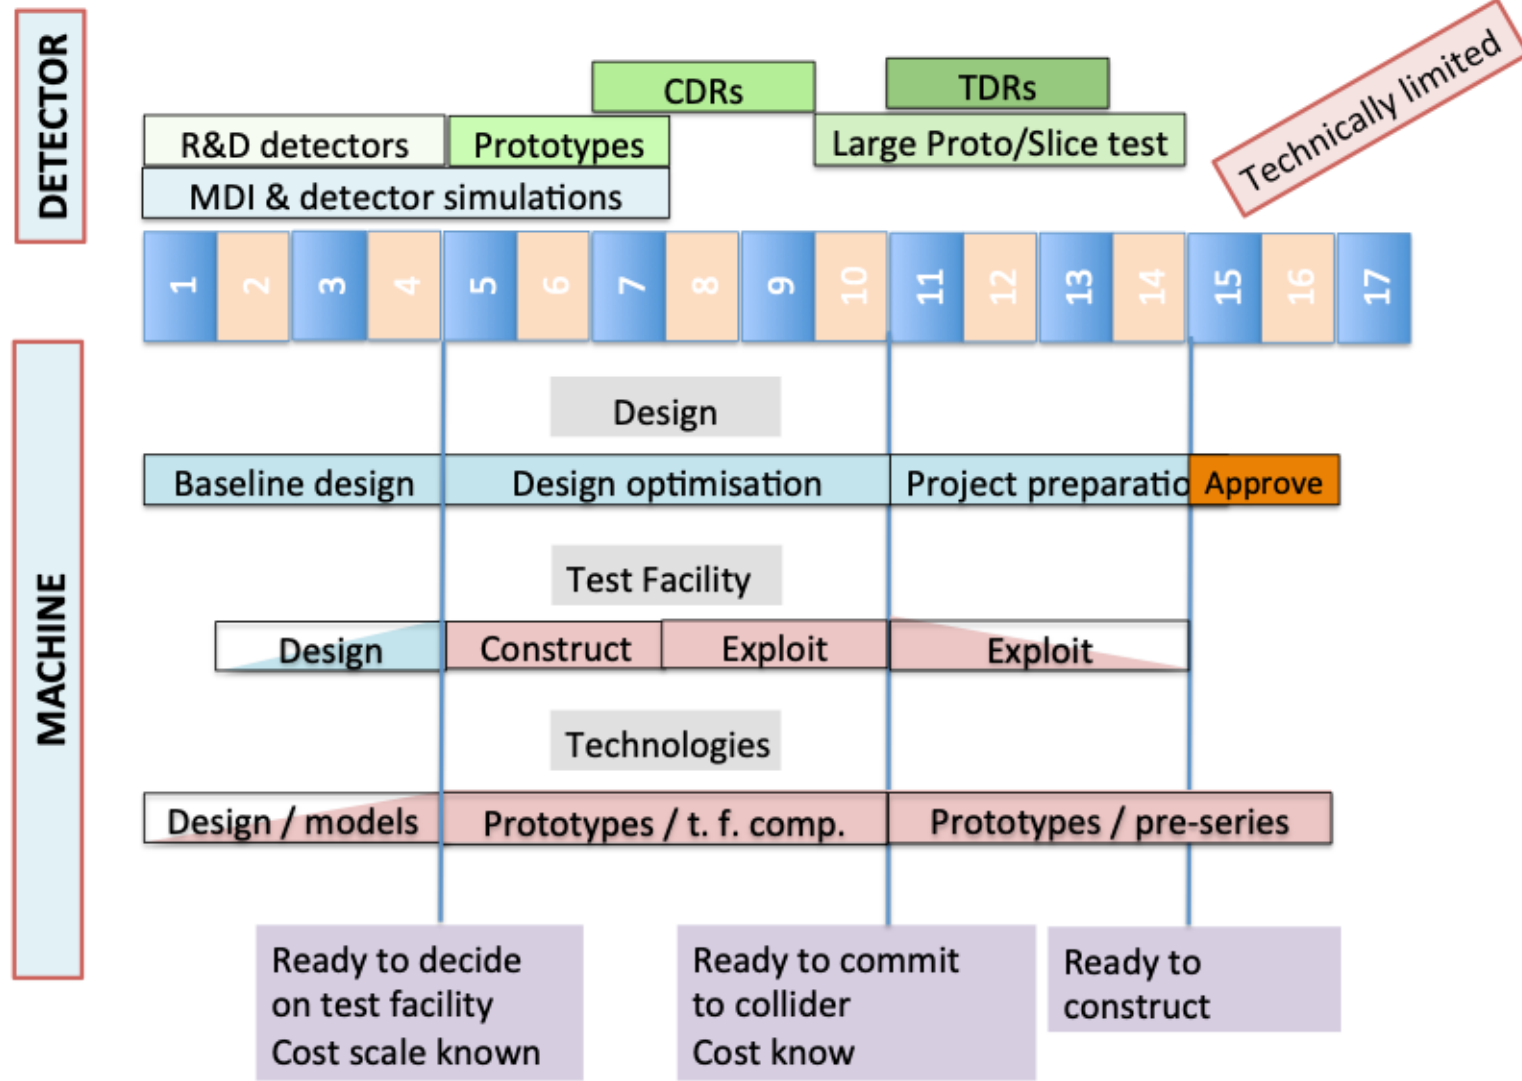 DETECTOR
Technically limited
CDRs
TDRs
R&D detectors
Prototypes
Large Proto/Slice test
MDI & detector simulations
1 2 3 4 5 6 7 8 9 10 11 12 13 14 15 16 17
MACHINE
Design
Baseline design
Design optimisation
Project preparatio
Approve
Test Facility
Design
Construct
Exploit
Exploit
Technologies
Design / models
Prototypes / t. f. comp.
Prototypes / pre-series
Ready to decide
on test facility
Cost scale known
Ready to commit
to collider
Cost know
Ready to
construct